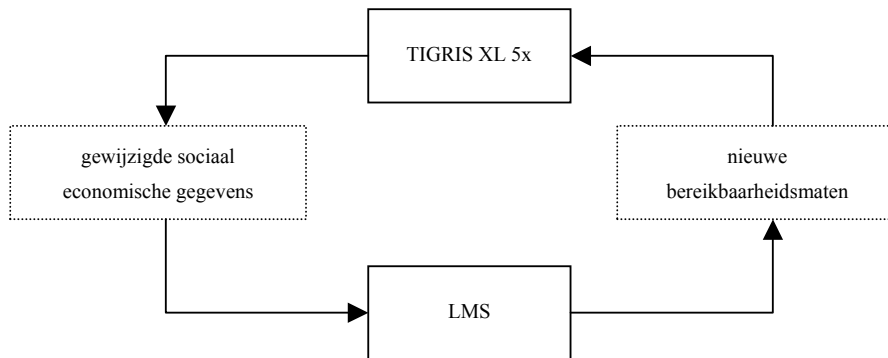 TIGRIS XL 5x
gewijzigde sociaal
economische gegevens
nieuwe
bereikbaarheidsmaten
LMS